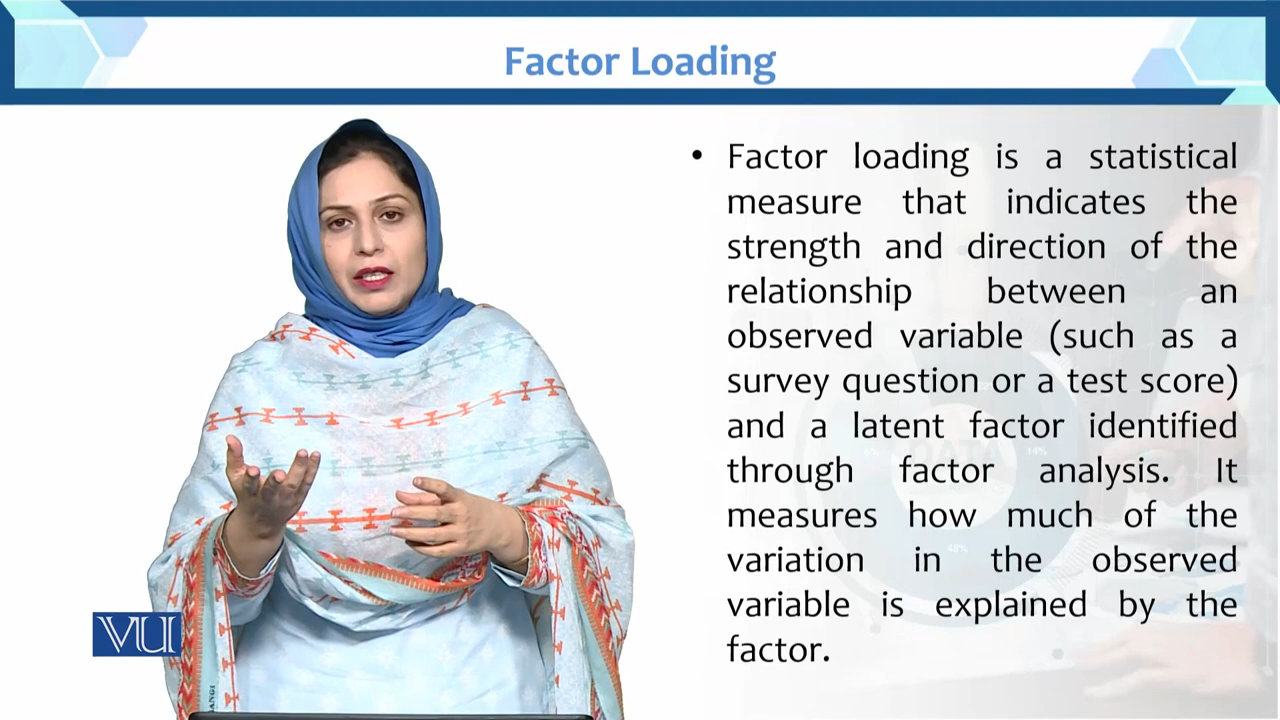 Factor Loading
• Factor loading is a statistical
measure that indicates the
strength and direction of the
relationship between an
observed variable (such as a
survey question or a test score)
and a latent factor identified
through factor analysis. It
measures how much of the
variation in the observed
variable is explained by the
factor.
VU